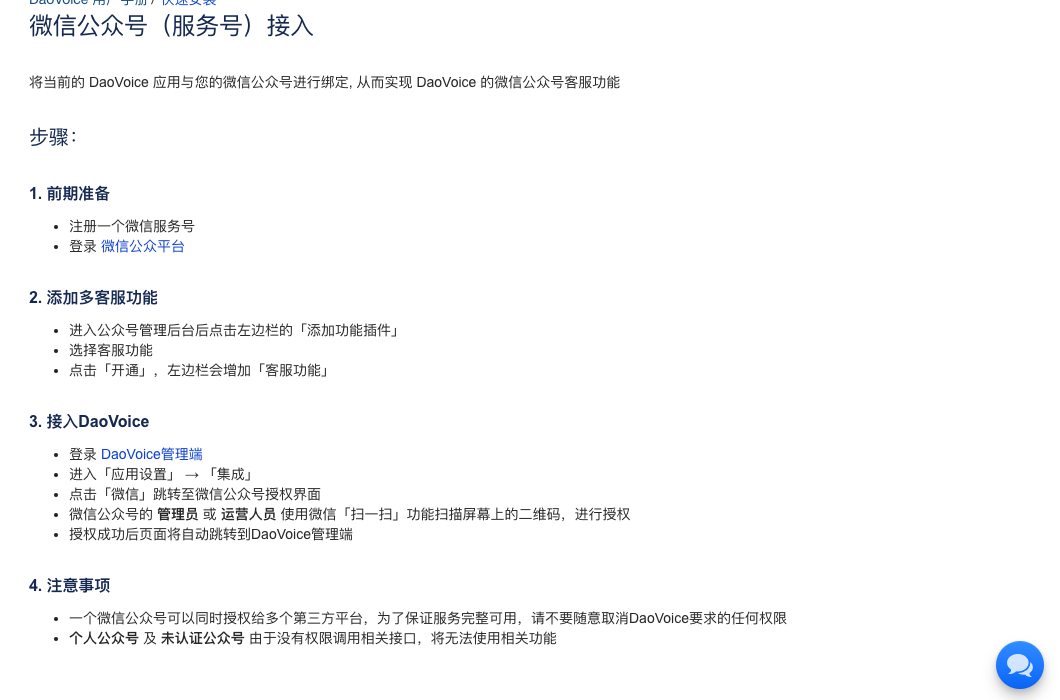 DaoVoice 用户手册 / 快速安装
微信公众号（服务号）接入
将当前的 DaoVoice 应用与您的微信公众号进行绑定, 从而实现 DaoVoice 的微信公众号客服功能
步骤：
1. 前期准备
• 注册一个微信服务号
• 登录 微信公众平台
2. 添加多客服功能
• 进入公众号管理后台后点击左边栏的「添加功能插件」
• 选择客服功能
• 点击「开通」，左边栏会增加「客服功能」
3. 接入DaoVoice
• 登录 DaoVoice管理端
• 进入「应用设置」 → 「集成」
• 点击「微信」跳转至微信公众号授权界面
• 微信公众号的 管理员 或 运营人员 使用微信「扫一扫」功能扫描屏幕上的二维码，进行授权
• 授权成功后页面将自动跳转到DaoVoice管理端
4. 注意事项
• 一个微信公众号可以同时授权给多个第三方平台，为了保证服务完整可用，请不要随意取消DaoVoice要求的任何权限
• 个人公众号 及 未认证公众号 由于没有权限调用相关接口，将无法使用相关功能